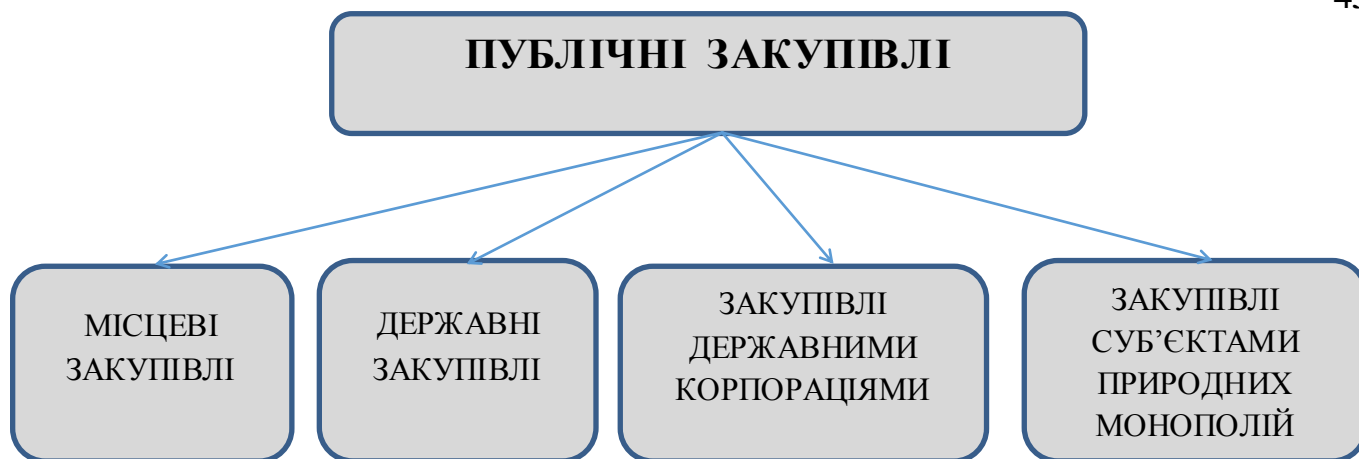 ПУБЛІЧНІ ЗАКУПІВЛІ
МІСЦЕВІ
ЗАКУПІВЛІ
ДЕРЖАВНІ
ЗАКУПІВЛІ
ЗАКУПІВЛІ
ДЕРЖАВНИМИ
КОРПОРАЦІЯМИ
ЗАКУПІВЛІ
СУБ’ЄКТАМИ
ПРИРОДНИХ
МОНОПОЛІЙ